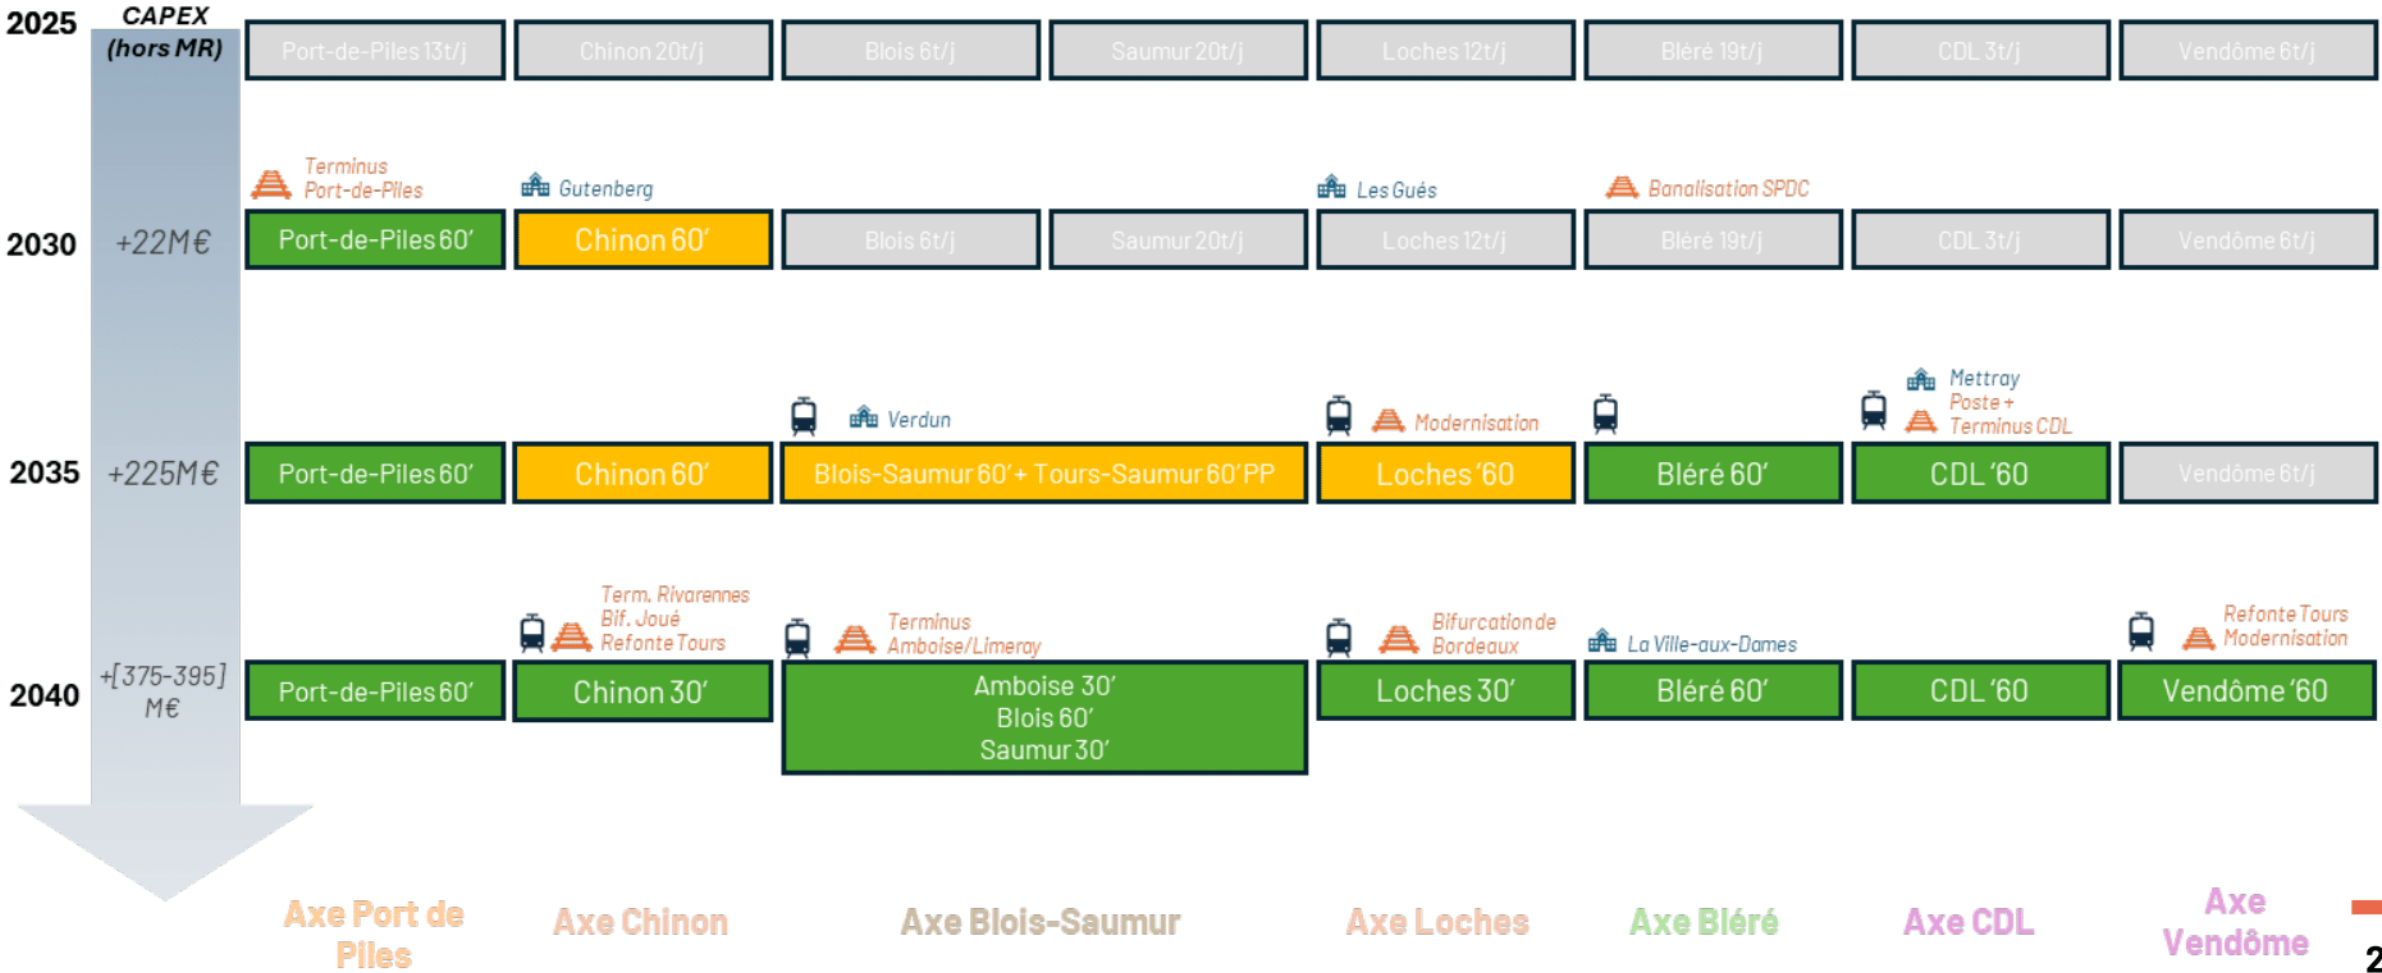 2025
CAPEX
(hors MR)
Port-de-Piles 13t/j
Chinon 20t/j
Blois 6t/j
Saumur 20t/j
Loches 12t/j
Bléré 19t/j
CDL 3t/j
Vendôme 6t/j
Terminus
Port-de-Piles
Gutenberg
Les Gués
Banalisation SPDC
2030
+22M€
Port-de-Piles 60’
Chinon 60’
Blois 6t/j
Saumur 20t/j
Loches 12t/j
Bléré 19t/j
CDL 3t/j
Vendôme 6t/j
Verdun
Modernisation
Mettray
Poste +
Terminus CDL
2035
+225M€
Port-de-Piles 60’
Chinon 60’
Blois-Saumur 60’ + Tours-Saumur 60’ PP
Loches ‘60
Bléré 60’
CDL ‘60
Vendôme 6t/j
Term. Rivarennes
Bif. Joué
Refonte Tours
Terminus
Amboise/Limeray
Bifurcation de
Bordeaux
La Ville-aux-Dames
Refonte Tours
Modernisation
2040
+[375-395]
M€
Port-de-Piles 60’
Chinon 30’
Amboise 30’
Blois 60’
Saumur 30’
Loches 30’
Bléré 60’
CDL ‘60
Vendôme ‘60
Axe Port de
Piles
Axe Chinon
Axe Blois-Saumur
Axe Loches
Axe Bléré
Axe CDL
Axe
Vendôme
2